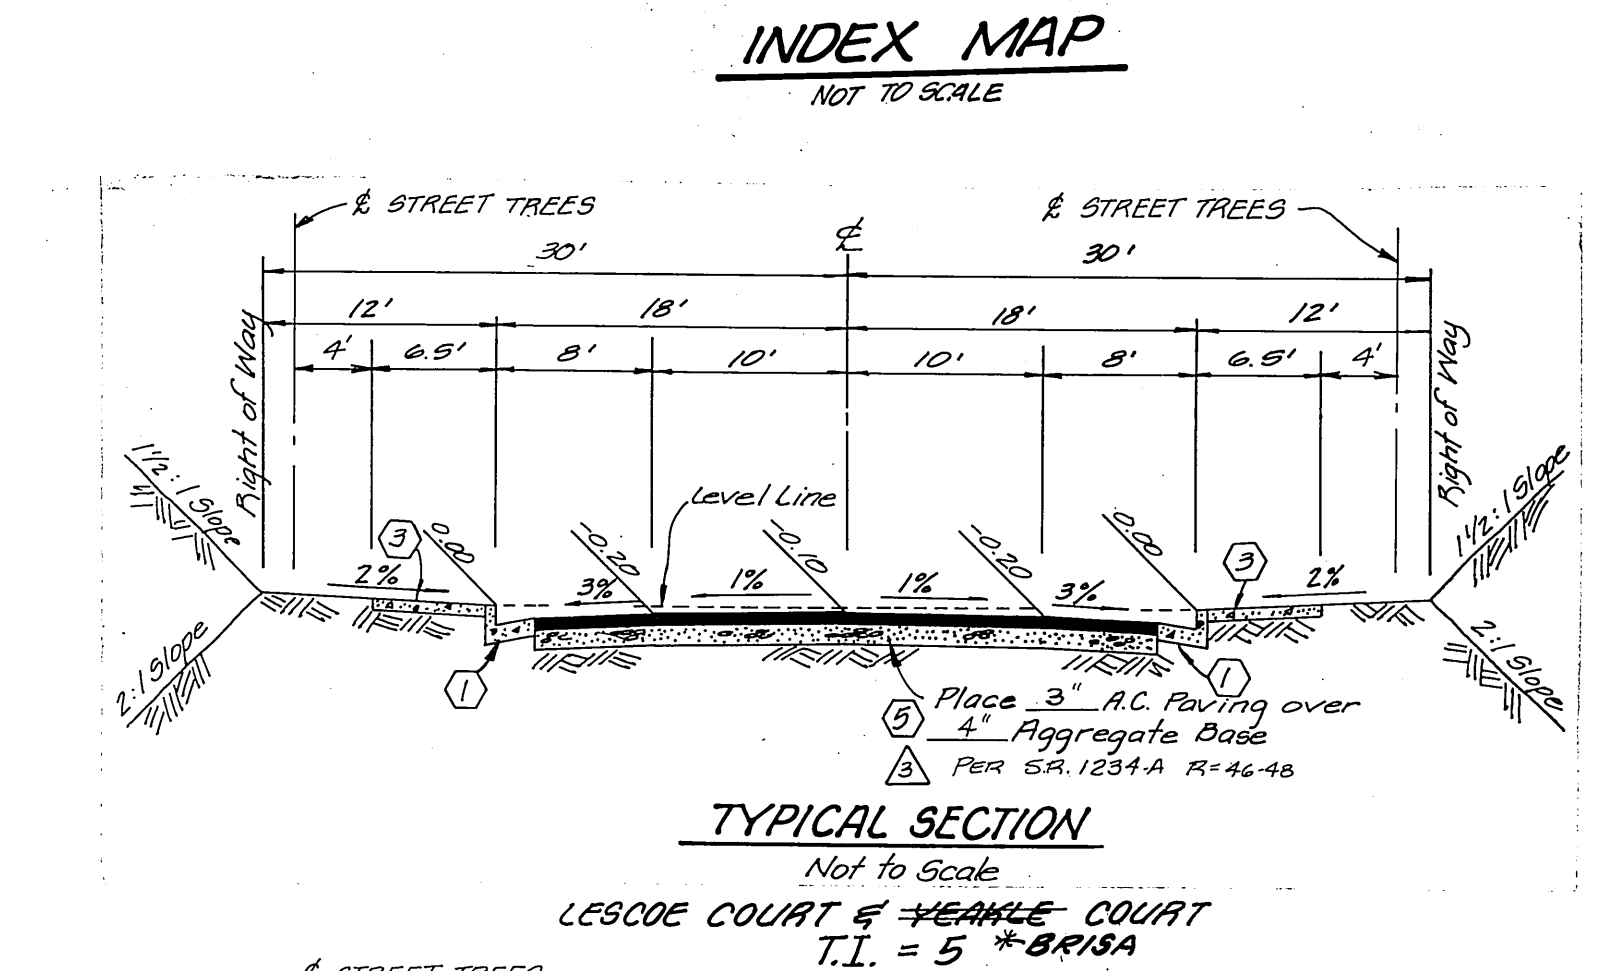 INDEX MAP
NOT TO SCALE
℄ STREET TREES
℄ STREET TREES
℄
30'
30'
12'
18'
18'
12'
4'
6.5'
8'
10'
10'
8'
6.5'
4'
Right of Way
Right of Way
1 1/2:1 Slope
1 1/2:1 Slope
Level Line
3
0.00
-0.20
-0.10
-0.20
0.00
3
2%
3%
1%
1%
3%
2%
2:1 Slope
2:1 Slope
1
1
5
Place 3" A.C. Paving over
4" Aggregate Base
3 PER S.R. 1234-A R=46-48
TYPICAL SECTION
Not to Scale
LESCOE COURT & YEAKLE COURT
T.I. = 5 *BRISA
℄ STREET TREES